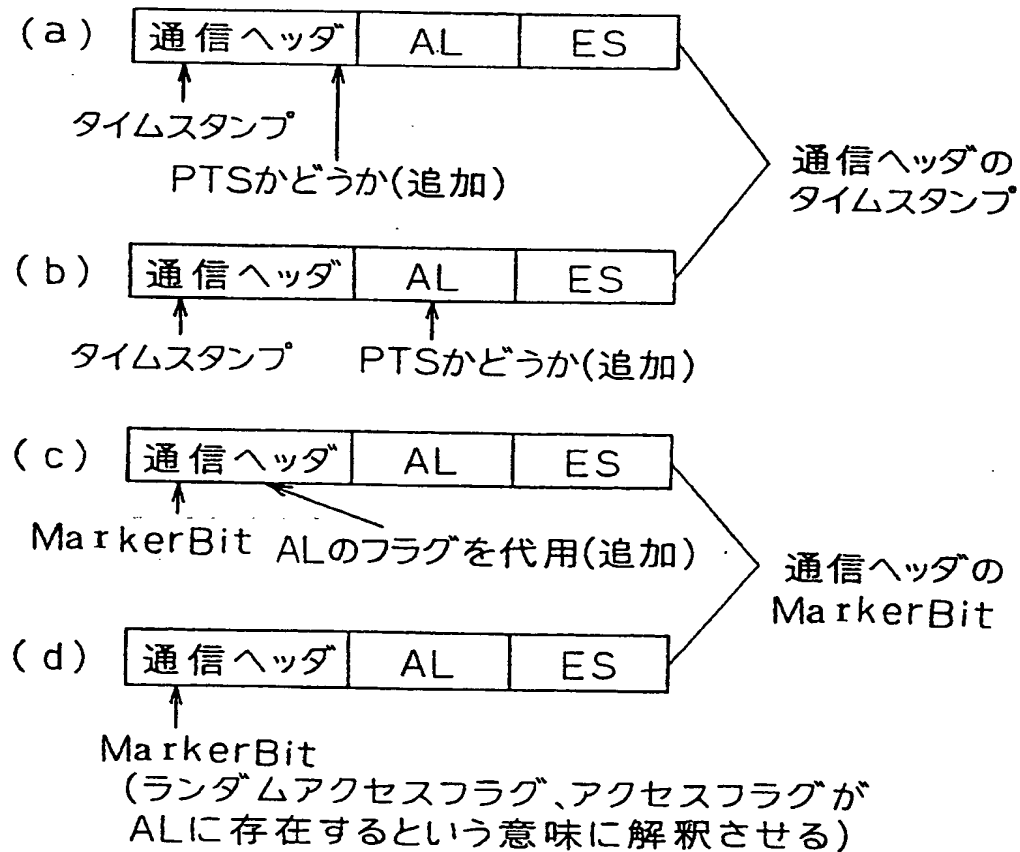 (a) 通信ヘッダ AL ES
タイムスタンプ
PTSかどうか(追加)
通信ヘッダの
タイムスタンプ
(b) 通信ヘッダ AL ES
タイムスタンプ PTSかどうか(追加)
(c) 通信ヘッダ AL ES
MarkerBit ALのフラグを代用(追加)
通信ヘッダの
MarkerBit
(d) 通信ヘッダ AL ES
MarkerBit
(ランダムアクセスフラグ、アクセスフラグが
ALに存在するという意味に解釈させる)